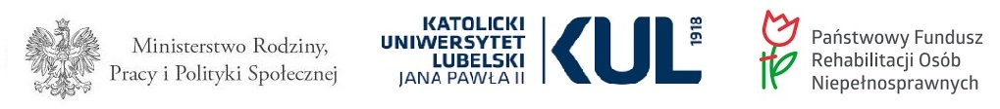 Ministerstwo Rodziny,
Pracy i Polityki Społecznej
KATOLICKI
UNIWERSYTET
LUBELSKI
JANA PAWŁA II
KUL
1918
Państwowy Fundusz
Rehabilitacji Osób
Niepełnosprawnych